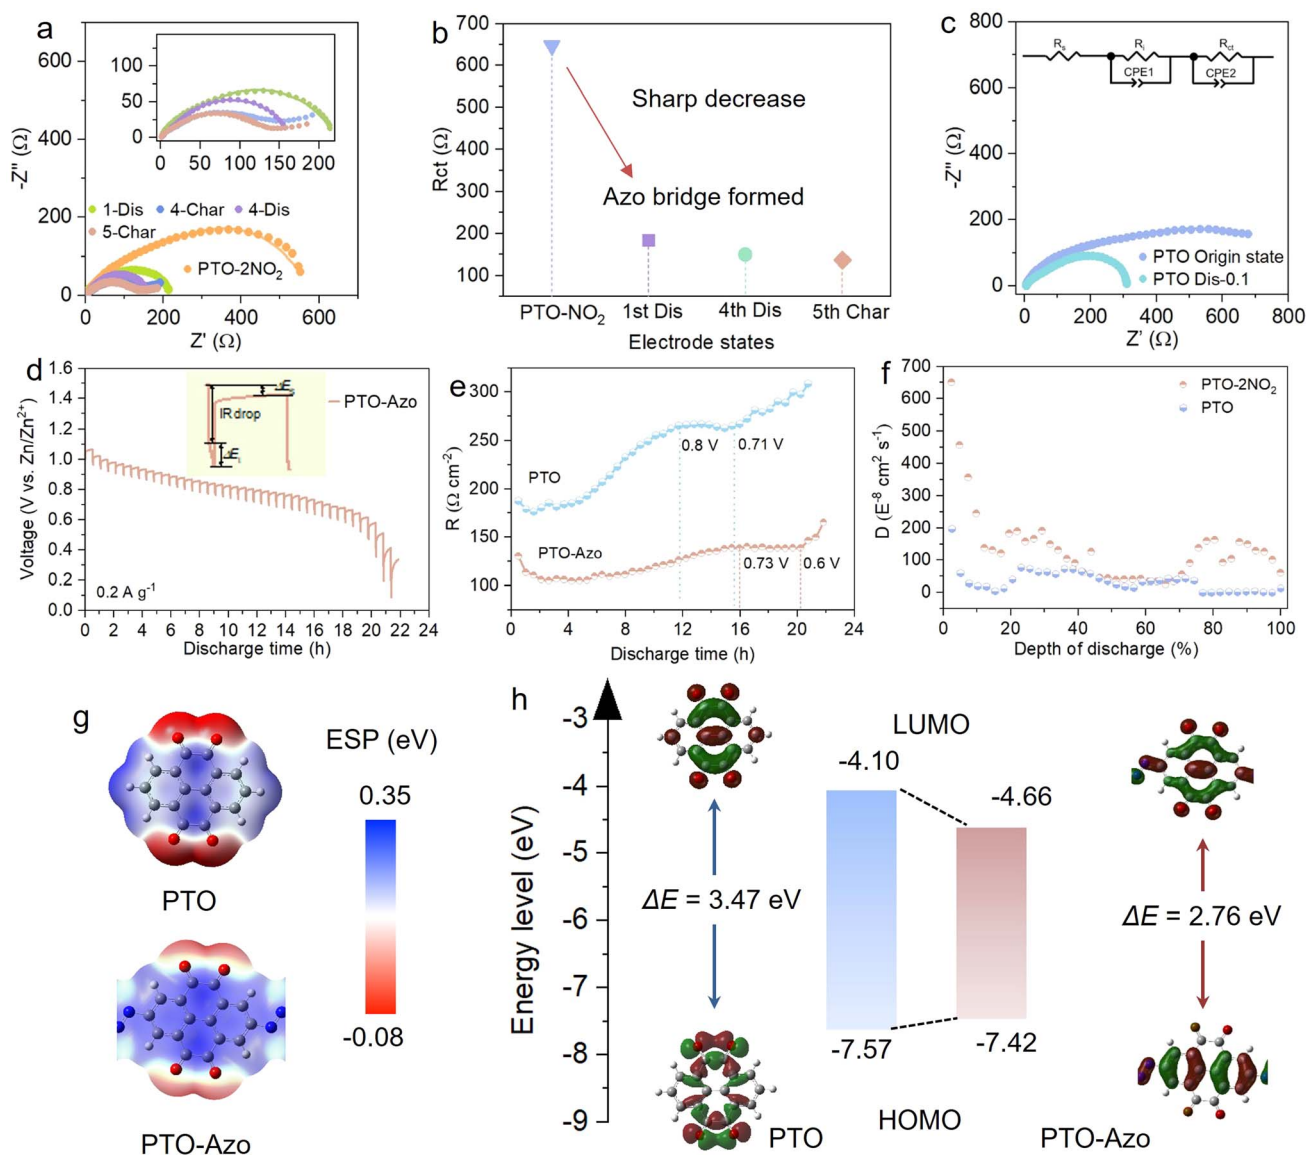 a
-Z'' (Ω)
600
400
200
0
0 200 400 600
Z' (Ω)
100
50
0
0 50 100 150 200
1-Dis 4-Char 4-Dis
5-Char
PTO-2NO₂
b
Rct (Ω)
700
600
500
400
300
200
100
Sharp decrease
Azo bridge formed
PTO-NO₂ 1st Dis 4th Dis 5th Char
Electrode states
c
-Z'' (Ω)
800
600
400
200
0
0 200 400 600 800
Z' (Ω)
Rₛ Rᵢ R_ct
CPE1 CPE2
PTO Origin state
PTO Dis-0.1
d
Voltage (V vs. Zn/Zn²⁺)
1.6
1.4
1.2
1.0
0.8
0.6
0.4
0.2
0.0
0 2 4 6 8 10 12 14 16 18 20 22 24
Discharge time (h)
IR drop
PTO-Azo
0.2 A g⁻¹
e
R (Ω cm⁻²)
300
250
200
150
100
0 4 8 12 16 20 24
Discharge time (h)
PTO
0.8 V 0.71 V
PTO-Azo
0.73 V 0.6 V
f
D (E⁻⁸ cm² s⁻¹)
700
600
500
400
300
200
100
0
0 20 40 60 80 100
Depth of discharge (%)
PTO-2NO₂
PTO
g
ESP (eV)
0.35
-0.08
PTO
PTO-Azo
h
Energy level (eV)
-3
-4
-5
-6
-7
-8
-9
LUMO
-4.10
-4.66
ΔE = 3.47 eV
ΔE = 2.76 eV
-7.57
-7.42
HOMO
PTO
PTO-Azo